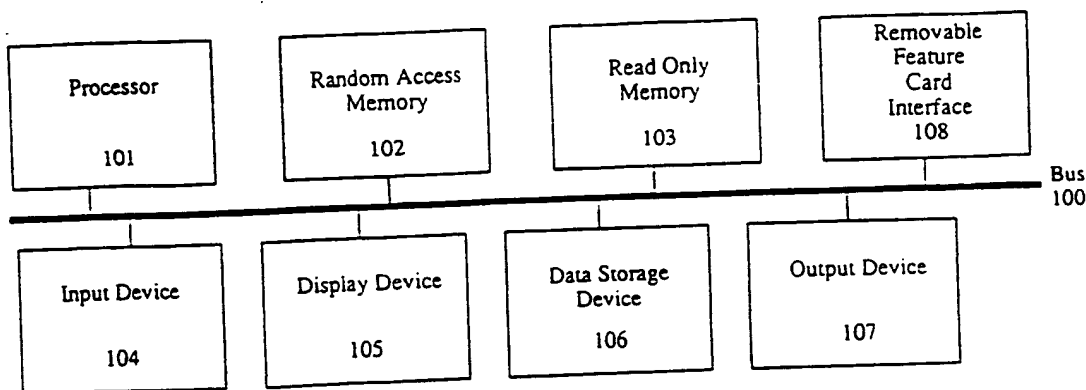 Processor
101
Random Access
Memory
102
Read Only
Memory
103
Removable
Feature
Card
Interface
108
Bus
100
Input Device
104
Display Device
105
Data Storage
Device
106
Output Device
107